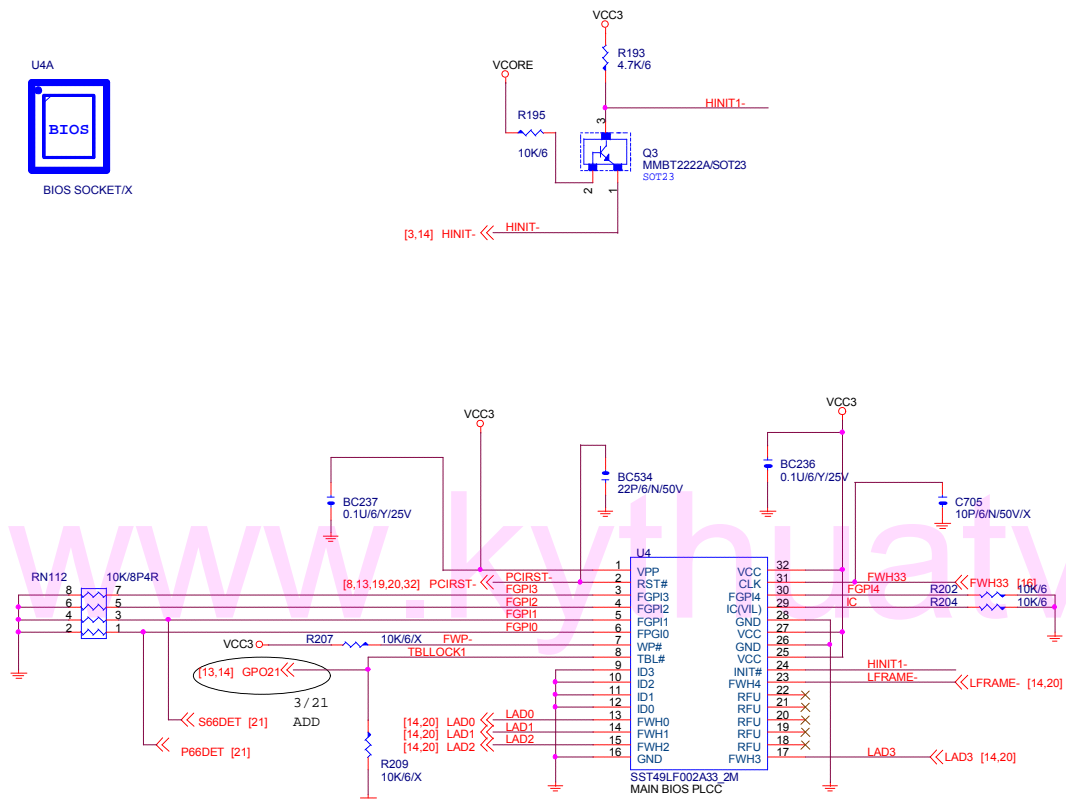 VCC3
U4A
R193
4.7K/6
VCORE
HINIT1-
R195
3
BIOS
10K/6
Q3
MMBT2222A/SOT23
SOT23
BIOS SOCKET/X
2
1
[3,14] HINIT-
HINIT-
VCC3
VCC3
BC237
0.1U/6/Y/25V
BC534
22P/6/N/50V
BC236
0.1U/6/Y/25V
C705
10P/6/N/50V/X
www.kythuatv
U4
RN112
10K/8P4R
8 7
6 5
4 3
2 1
[8,13,19,20,32] PCIRST-
PCIRST-
FGPI3
FGPI2
FGPI1
FGPI0
VCC3
R207
10K/6/X
FWP-
TBLLOCK1
[13,14] GPO21
3/21
ADD
S66DET [21]
P66DET [21]
R209
10K/6/X
[14,20] LAD0
[14,20] LAD1
[14,20] LAD2
LAD0
LAD1
LAD2
1 VPP
2 RST#
3 FGPI3
4 FGPI2
5 FGPI1
6 FPGI0
7 WP#
8 TBL#
9 ID3
10 ID2
11 ID1
12 ID0
13 FWH0
14 FWH1
15 FWH2
16 GND
VCC 32
CLK 31
FGPI4 30
IC(VIL) 29
GND 28
VCC 27
GND 26
VCC 25
INIT# 24
FWH4 23
RFU 22
RFU 21
RFU 20
RFU 19
RFU 18
FWH3 17
FWH33
FWH33 [16]
FGPI4
R202
10K/6
IC
R204
10K/6
HINIT1-
LFRAME-
LFRAME- [14,20]
LAD3
LAD3 [14,20]
SST49LF002A33_2M
MAIN BIOS PLCC